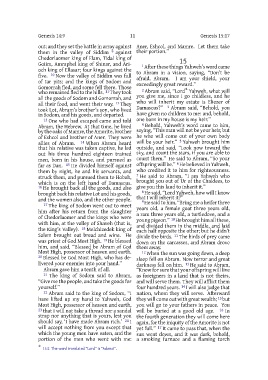 Genesis 14:9
11
Genesis 15:17
out; and they set the battle in array against
them in the valley of Siddim 9 against
Chedorlaomer king of Elam, Tidal king of
Goiim, Amraphel king of Shinar, and Ari-
och king of Ellasar; four kings against the
five. 10 Now the valley of Siddim was full
of tar pits; and the kings of Sodom and
Gomorrah fled, and some fell there. Those
who remained fled to the hills. 11 They took
all the goods of Sodom and Gomorrah, and
all their food, and went their way. 12 They
took Lot, Abram's brother's son, who lived
in Sodom, and his goods, and departed.
13 One who had escaped came and told
Abram, the Hebrew. At that time, he lived
by the oaks of Mamre, the Amorite, brother
of Eshcol and brother of Aner. They were
allies of Abram. 14 When Abram heard
that his relative was taken captive, he led
out his three hundred eighteen trained
men, born in his house, and pursued as
far as Dan. 15 He divided himself against
them by night, he and his servants, and
struck them, and pursued them to Hobah,
which is on the left hand of Damascus.
16 He brought back all the goods, and also
brought back his relative Lot and his goods,
and the women also, and the other people.
17 The king of Sodom went out to meet
him after his return from the slaughter
of Chedorlaomer and the kings who were
with him, at the valley of Shaveh (that is,
the King's Valley). 18 Melchizedek king of
Salem brought out bread and wine. He
was priest of God Most High. 19 He blessed
him, and said, "Blessed be Abram of God
Most High, possessor of heaven and earth.
20 Blessed be God Most High, who has de-
livered your enemies into your hand."
Abram gave him a tenth of all.
21 The king of Sodom said to Abram,
"Give me the people, and take the goods for
yourself."
22 Abram said to the king of Sodom, "I
have lifted up my hand to Yahweh, God
Most High, possessor of heaven and earth,
23 that I will not take a thread nor a sandal
strap nor anything that is yours, lest you
should say, 'I have made Abram rich.' 24 I
will accept nothing from you except that
which the young men have eaten, and the
portion of the men who went with me:
Aner, Eshcol, and Mamre. Let them take
their portion."
15
1 After these things Yahweh's word came
to Abram in a vision, saying, "Don't be
afraid, Abram. I am your shield, your
exceedingly great reward."
2 Abram said, "Lord Yahweh, what will
you give me, since I go childless, and he
who will inherit my estate is Eliezer of
Damascus?" 3 Abram said, "Behold, you
have given no children to me: and, behold,
one born in my house is my heir."
4 Behold, Yahweh's word came to him,
saying, "This man will not be your heir, but
he who will come out of your own body
will be your heir." 5 Yahweh brought him
outside, and said, "Look now toward the
sky, and count the stars, if you are able to
count them." He said to Abram, "So your
offspring will be." 6 He believed in Yahweh,
who credited it to him for righteousness.
7 He said to Abram, "I am Yahweh who
brought you out of Ur of the Chaldees, to
give you this land to inherit it."
8 He said, "Lord Yahweh, how will I know
that I will inherit it?"
9 He said to him, "Bring me a heifer three
years old, a female goat three years old,
a ram three years old, a turtledove, and a
young pigeon." 10 He brought him all these,
and divided them in the middle, and laid
each half opposite the other; but he didn't
divide the birds. 11 The birds of prey came
down on the carcasses, and Abram drove
them away.
12 When the sun was going down, a deep
sleep fell on Abram. Now terror and great
darkness fell on him. 13 He said to Abram,
"Know for sure that your offspring will live
as foreigners in a land that is not theirs,
and will serve them. They will afflict them
four hundred years. 14 I will also judge that
nation, whom they will serve. Afterward
they will come out with great wealth; 15 but
you will go to your fathers in peace. You
will be buried at a good old age. 16 In
the fourth generation they will come here
again, for the iniquity of the Amorite is not
yet full." 17 It came to pass that, when the
sun went down, and it was dark, behold,
a smoking furnace and a flaming torch
15:2 The word translated "Lord" is "Adonai".